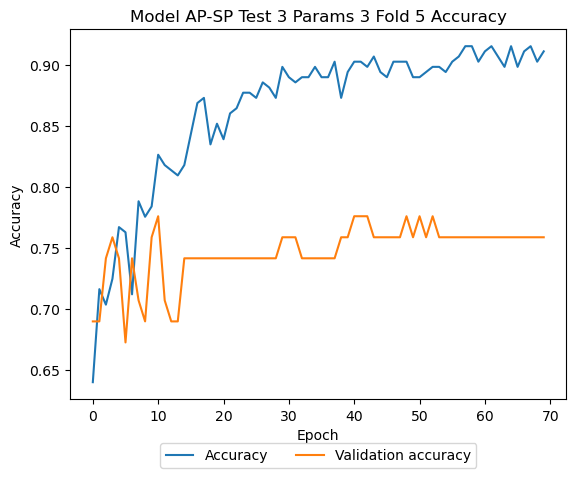 Model AP-SP Test 3 Params 3 Fold 5 Accuracy
Accuracy
0.90
0.85
0.80
0.75
0.70
0.65
0 10 20 30 40 50 60 70
Epoch
Accuracy Validation accuracy